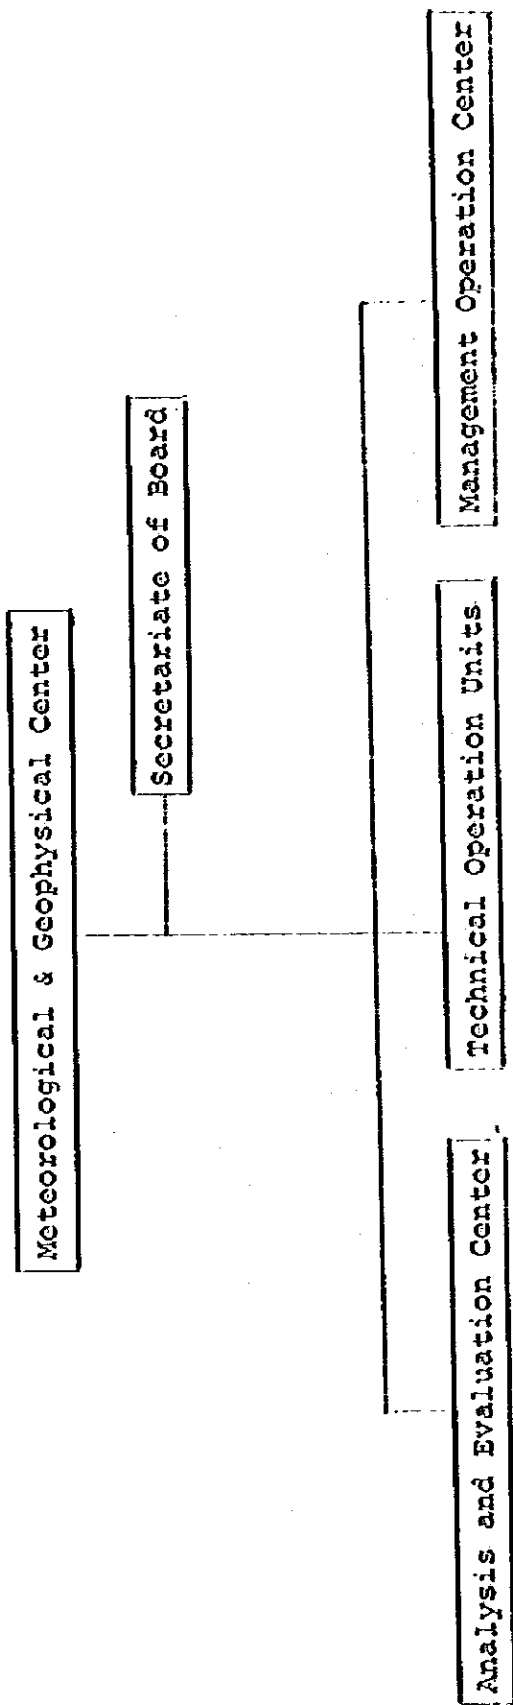 Meteorological & Geophysical Center
Secretariate of Board
Analysis and Evaluation Center
Technical Operation Units
Management Operation Center